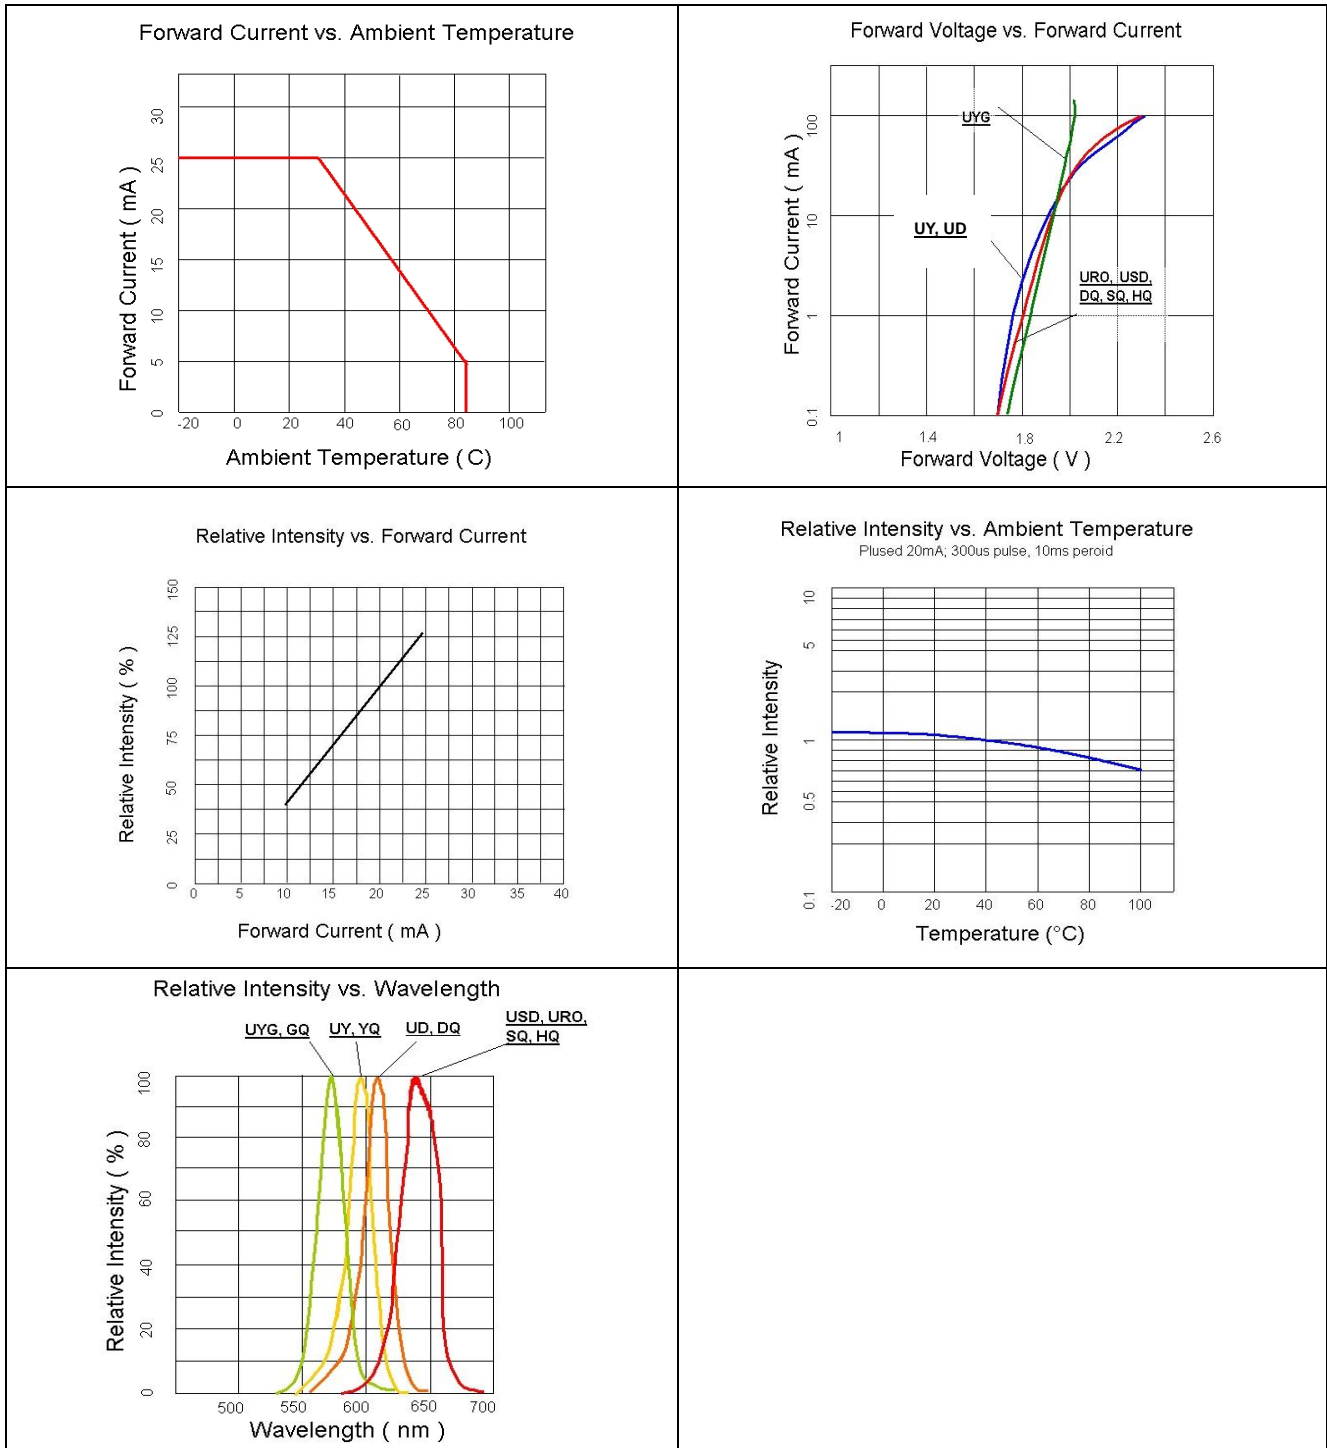 Forward Current vs. Ambient Temperature
Forward Current ( mA )
30
25
20
15
10
5
0
-20 0 20 40 60 80 100
Ambient Temperature ( C)
Forward Voltage vs. Forward Current
Forward Current ( mA )
100
10
1
0.1
UYG
UY, UD
URO, USD,
DQ, SQ, HQ
1 1.4 1.8 2.2 2.6
Forward Voltage ( V )
Relative Intensity vs. Forward Current
Relative Intensity ( % )
150
125
100
75
50
25
0
0 5 10 15 20 25 30 35 40
Forward Current ( mA )
Relative Intensity vs. Ambient Temperature
Plused 20mA; 300us pulse, 10ms peroid
Relative Intensity
10
5
1
0.5
0.1
-20 0 20 40 60 80 100
Temperature (°C)
Relative Intensity vs. Wavelength
UYG, GQ UY, YQ UD, DQ USD, URO,
SQ, HQ
Relative Intensity ( % )
100
80
60
40
20
0
500 550 600 650 700
Wavelength ( nm )